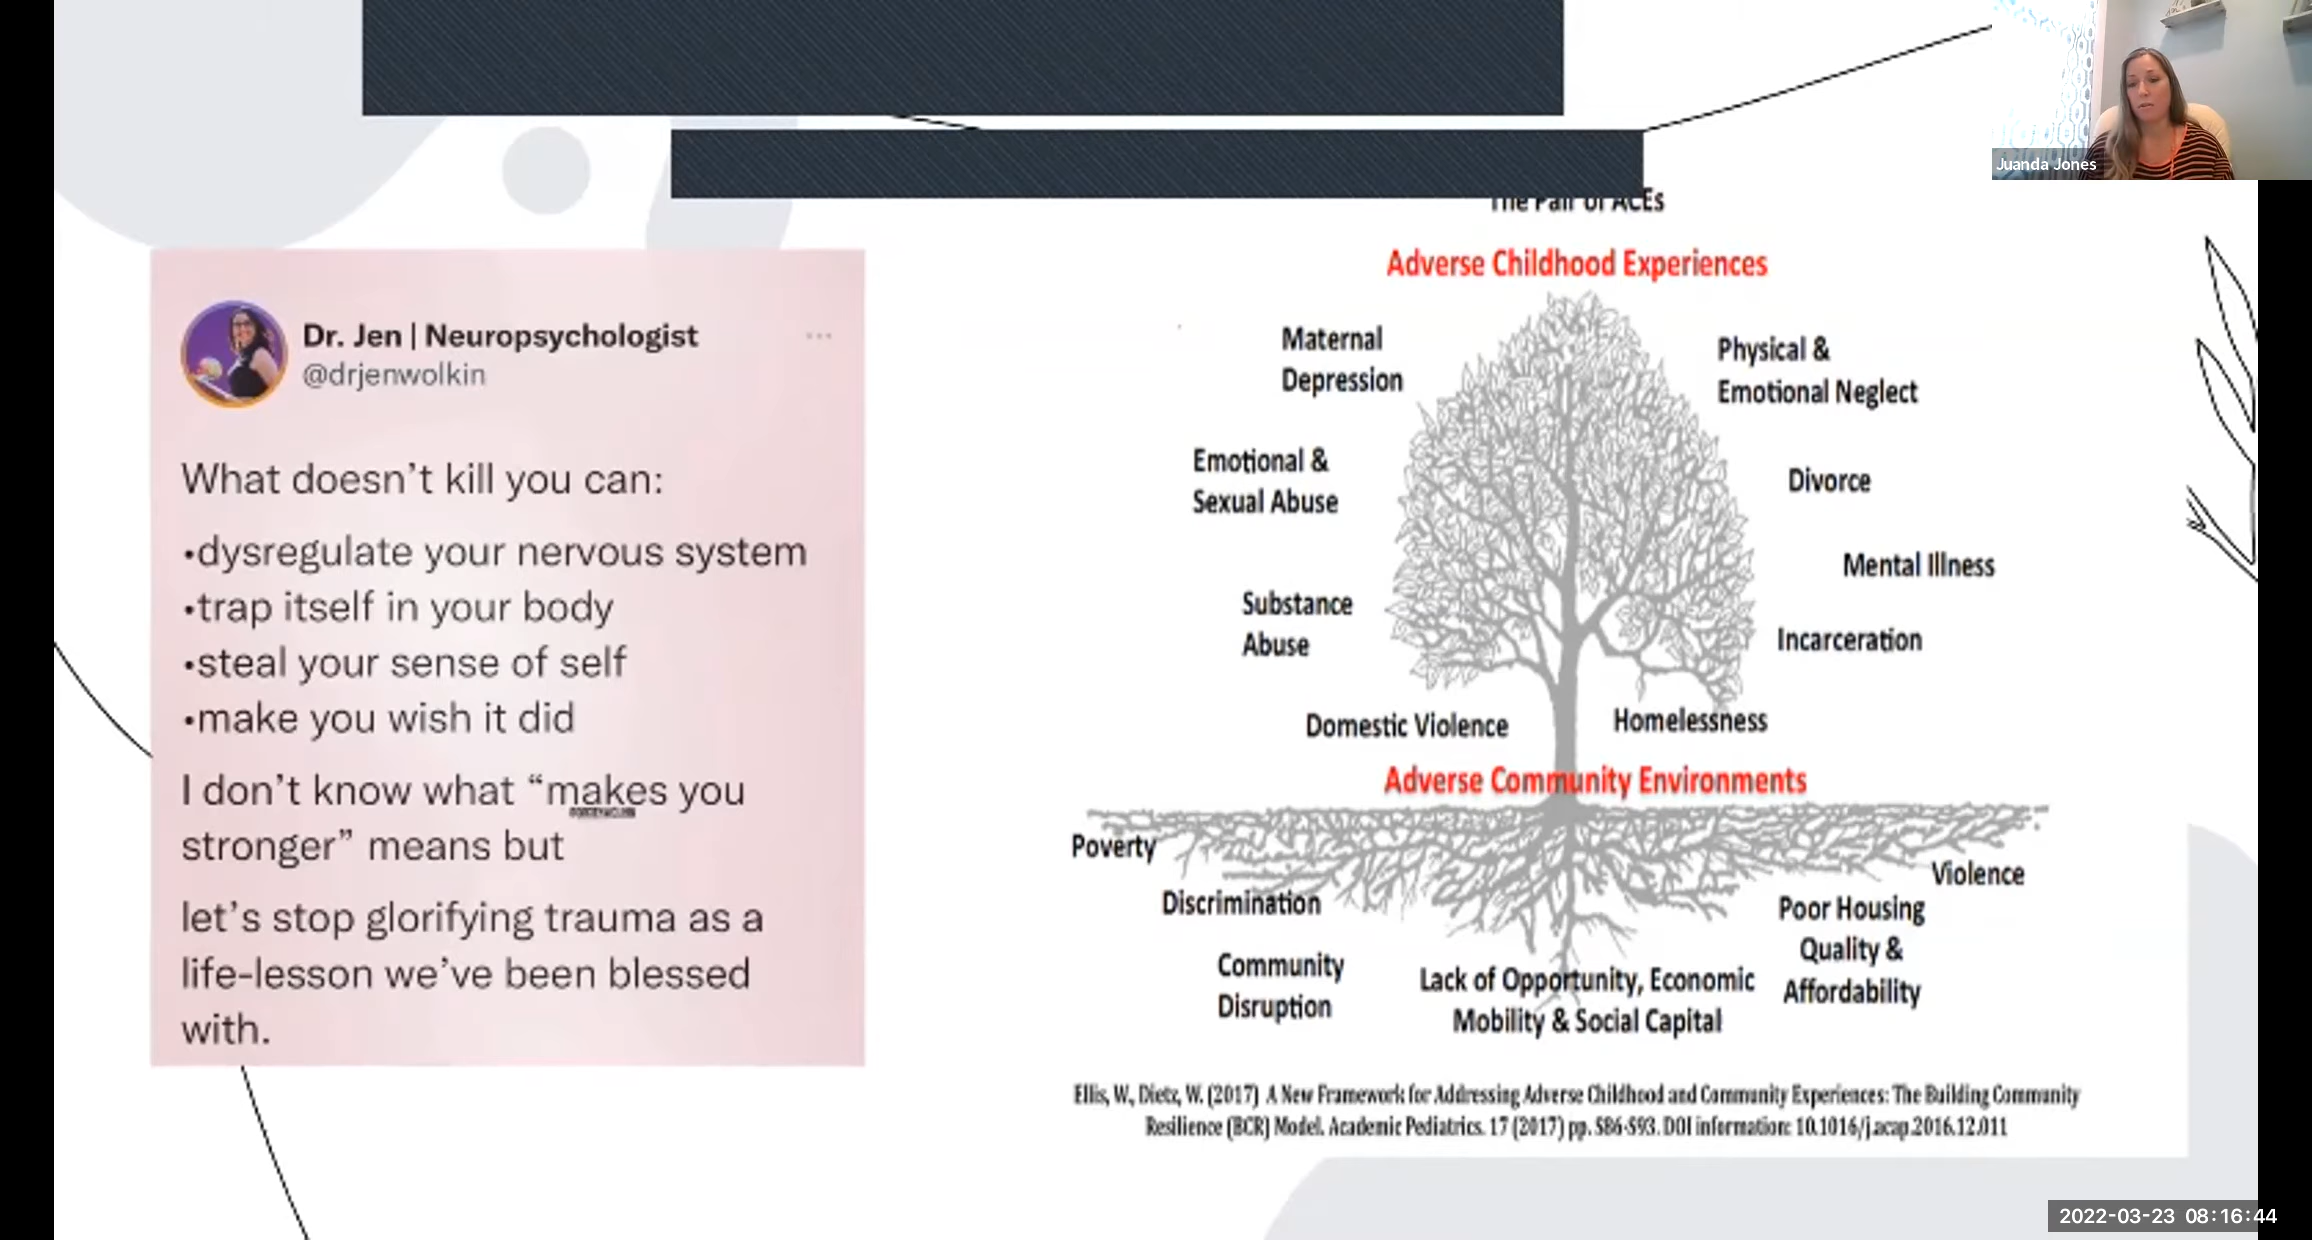 Juanda Jones
The Pair of ACEs
Dr. Jen | Neuropsychologist
@drjenwolkin
What doesn’t kill you can:
•dysregulate your nervous system
•trap itself in your body
•steal your sense of self
•make you wish it did
I don’t know what “makes you
stronger” means but
let’s stop glorifying trauma as a
life-lesson we’ve been blessed
with.
Adverse Childhood Experiences
Maternal
Depression
Physical &
Emotional Neglect
Emotional &
Sexual Abuse
Divorce
Mental Illness
Substance
Abuse
Incarceration
Domestic Violence
Homelessness
Adverse Community Environments
Poverty
Violence
Discrimination
Poor Housing
Quality &
Affordability
Community
Disruption
Lack of Opportunity, Economic
Mobility & Social Capital
Ellis, W., Dietz, W. (2017) A New Framework for Addressing Adverse Childhood and Community Experiences: The Building Community
Resilience (BCR) Model. Academic Pediatrics. 17 (2017) pp. S86-S93. DOI information: 10.1016/j.acap.2016.12.011
2022-03-23 08:16:44